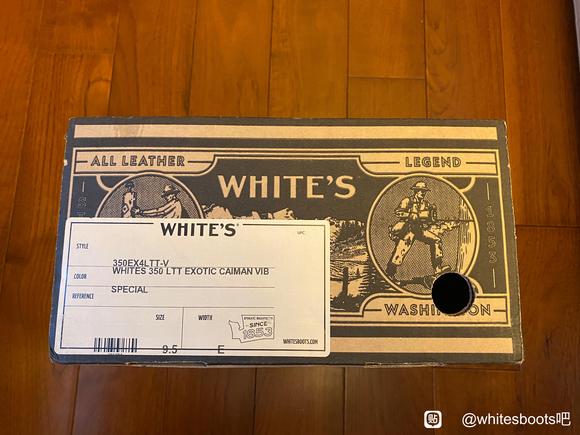 ALL LEATHER
LEGEND
WHITE'S
1853
WASHINGTON
WHITE'S
UPC
STYLE
350EX4LTT-V
COLOR
WHITES 350 LTT EXOTIC CAIMAN VIB
REFERENCE
SPECIAL
SIZE
WIDTH
9.5
E
SINCE
1853
WHITESBOOTS.COM
贴
@whitesboots吧